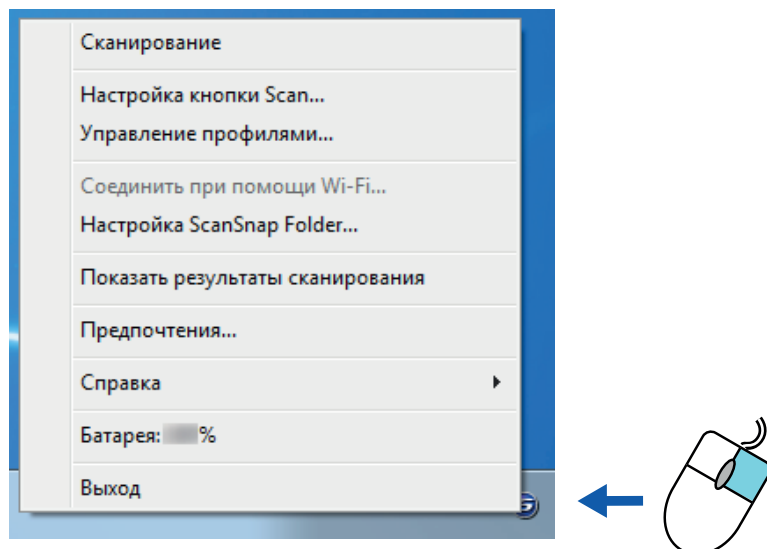 Сканирование
Настройка кнопки Scan...
Управление профилями...
Соединить при помощи Wi-Fi...
Настройка ScanSnap Folder...
Показать результаты сканирования
Предпочтения...
Справка
Батарея: %
Выход